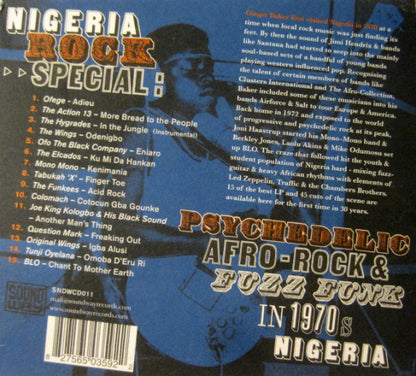 NIGERIA
ROCK
SPECIAL:
1. Ofege - Adieu
2. The Action 13 – More Bread to the People
3. The Hygrades – In the Jungle (Instrumental)
4. The Wings – Odenigbo
5. Ofo The Black Company – Eniaro
6. The Elcados – Ku Mi Da Hankan
7. Mono Mono – Kenimania
8. Tabukah 'X' – Finger Toe
9. The Funkees – Acid Rock
10. Colomach – Cotocun Gba Gounke
11. Joe King Kologbo & His Black Sound
– Another Man's Thing
12. Question Mark – Freaking Out
13. Original Wings – Igba Alusi
14. Tunji Oyelana – Omoba D'Eru Ri
15. BLO – Chant To Mother Earth
Ginger Baker first visited Nigeria in 1970 at a
time when local rock music was just finding its
feet. By then the sound of Jimi Hendrix & bands
like Santana had started to seep into the mainly
soul-based sets of a handful of young bands
playing western influenced pop. Recognising
the talent of certain members of bands like
Clusters International and The Afro-Collection,
Baker included some of these musicians into his
bands Airforce & Salt to tour Europe & America.
Back home in 1972 and exposed to the world
of progressive and psychedelic rock at its peak,
Joni Haastrup started his Mono-Mono band &
Berkley Jones, Laolu Akins & Mike Odumosu set
up BLO. The craze that followed hit the youth &
student population of Nigeria hard - mixing fuzz-
guitar & heavy African rhythms with elements of
Led Zeppelin, Traffic & the Chambers Brothers.
15 of the best LP and 45 cuts of the scene are
available here for the first time in 30 years.
PSYCHEDELIC
AFRO-ROCK &
FUZZ FUNK
IN 1970s
NIGERIA
SOUND
WAY
SNDWCD011
mail@soundwayrecords.com
www.soundwayrecords.com
8 27565 03592 2